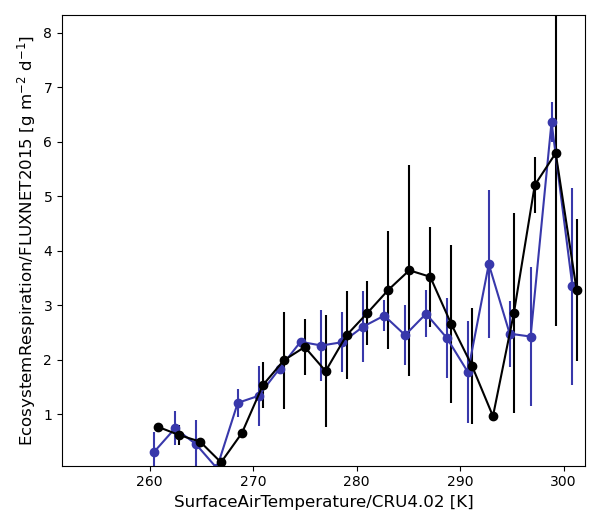 8
7
6
5
4
3
2
1
EcosystemRespiration/FLUXNET2015 [g m⁻² d⁻¹]
260 270 280 290 300
SurfaceAirTemperature/CRU4.02 [K]